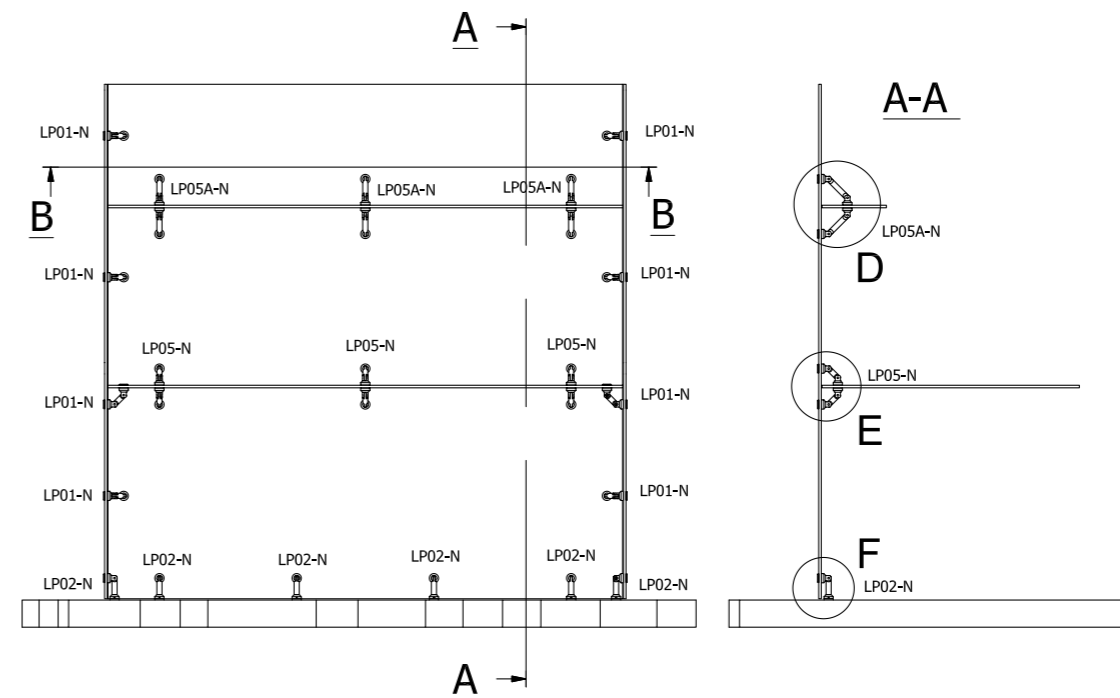 A
A-A
LP01-N LP01-N
LP05A-N LP05A-N LP05A-N
B B
LP05A-N
D
LP01-N LP01-N
LP05-N LP05-N LP05-N
LP05-N
LP01-N LP01-N
E
LP01-N LP01-N
F
LP02-N LP02-N LP02-N LP02-N
LP02-N LP02-N LP02-N
A